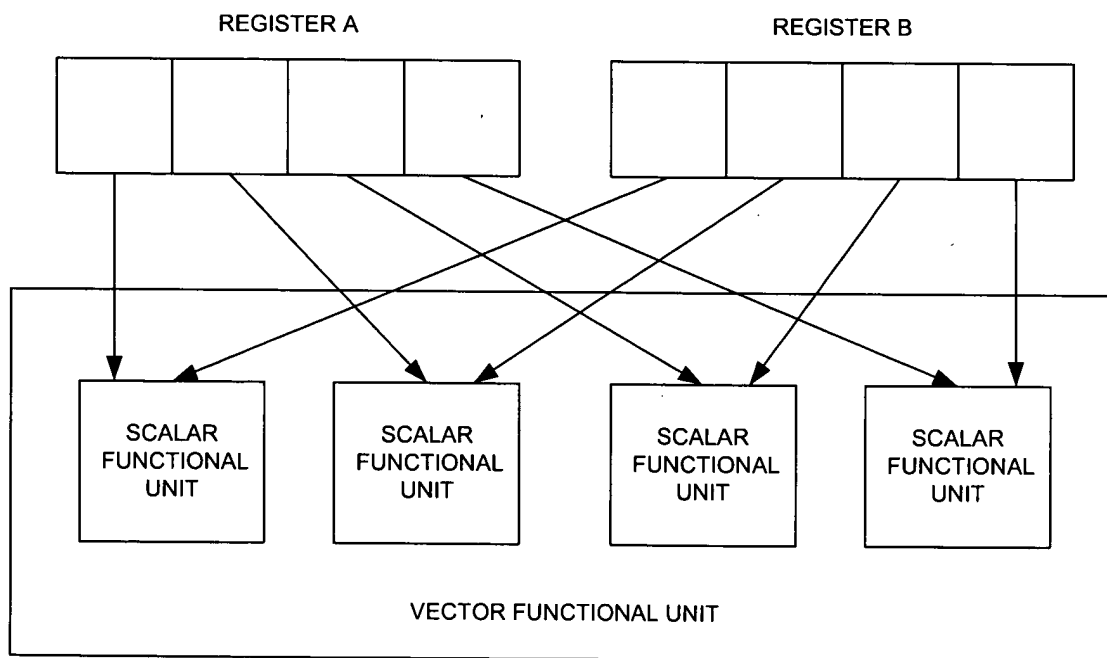 REGISTER A
REGISTER B
SCALAR
FUNCTIONAL
UNIT
SCALAR
FUNCTIONAL
UNIT
SCALAR
FUNCTIONAL
UNIT
SCALAR
FUNCTIONAL
UNIT
VECTOR FUNCTIONAL UNIT